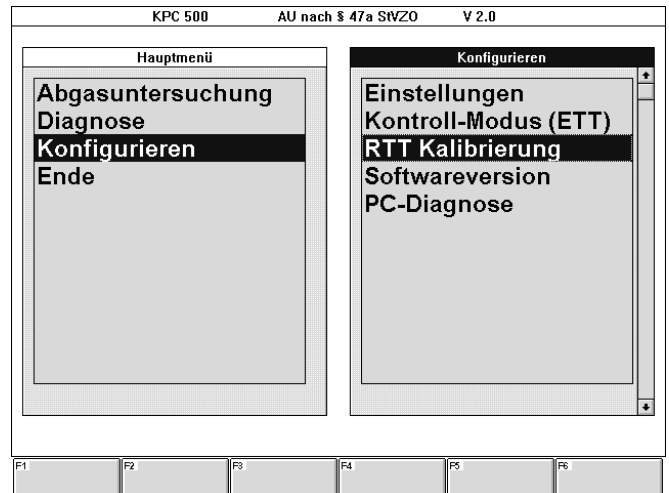 KPC 500 AU nach § 47a StVZO V 2.0
Hauptmenü
Abgasuntersuchung
Diagnose
Konfigurieren
Ende
Konfigurieren
Einstellungen
Kontroll-Modus (ETT)
RTT Kalibrierung
Softwareversion
PC-Diagnose
F1 F2 F3 F4 F5 F6